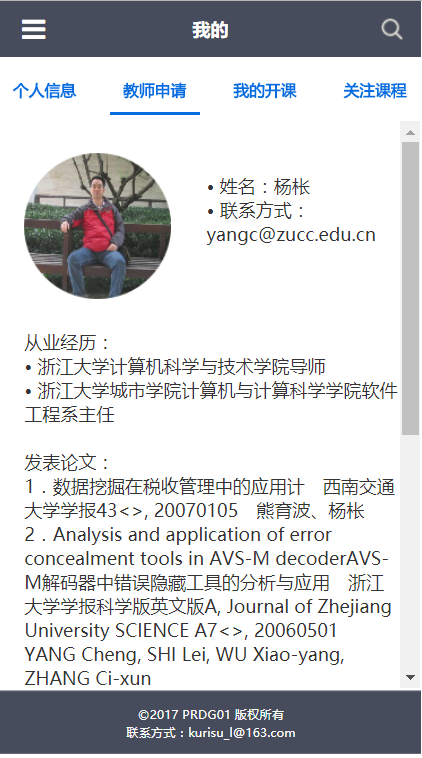 我的
个人信息 教师申请 我的开课 关注课程
• 姓名：杨枨
• 联系方式：
yangc@zucc.edu.cn
从业经历：
• 浙江大学计算机科学与技术学院导师
• 浙江大学城市学院计算机与计算科学学院软件
工程系主任
发表论文：
1．数据挖掘在税收管理中的应用计　西南交通
大学学报43<>, 20070105　熊育波、杨枨
2．Analysis and application of error
concealment tools in AVS-M decoderAVS-
M解码器中错误隐藏工具的分析与应用　浙江
大学学报科学版英文版A, Journal of Zhejiang
University SCIENCE A7<>, 20060501
YANG Cheng, SHI Lei, WU Xiao-yang,
ZHANG Ci-xun
©2017 PRDG01 版权所有
联系方式：kurisu_l@163.com